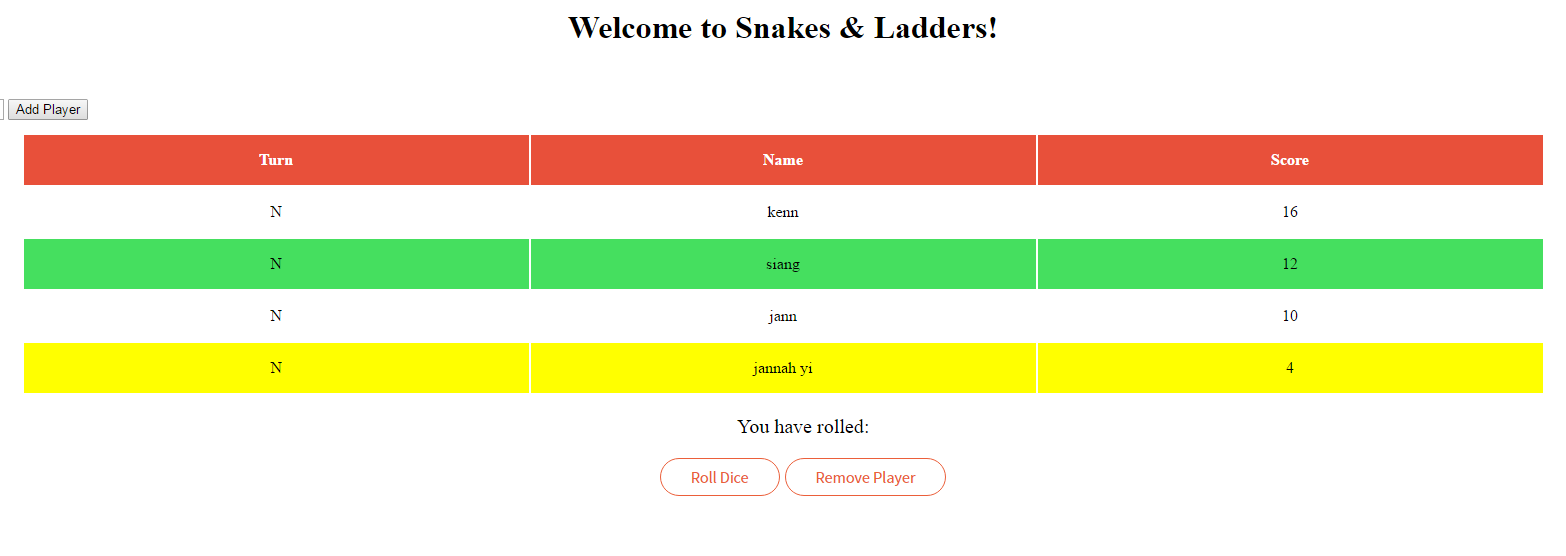 Welcome to Snakes & Ladders!
Add Player
Turn Name Score
N kenn 16
N siang 12
N jann 10
N jannah yi 4
You have rolled:
Roll Dice Remove Player